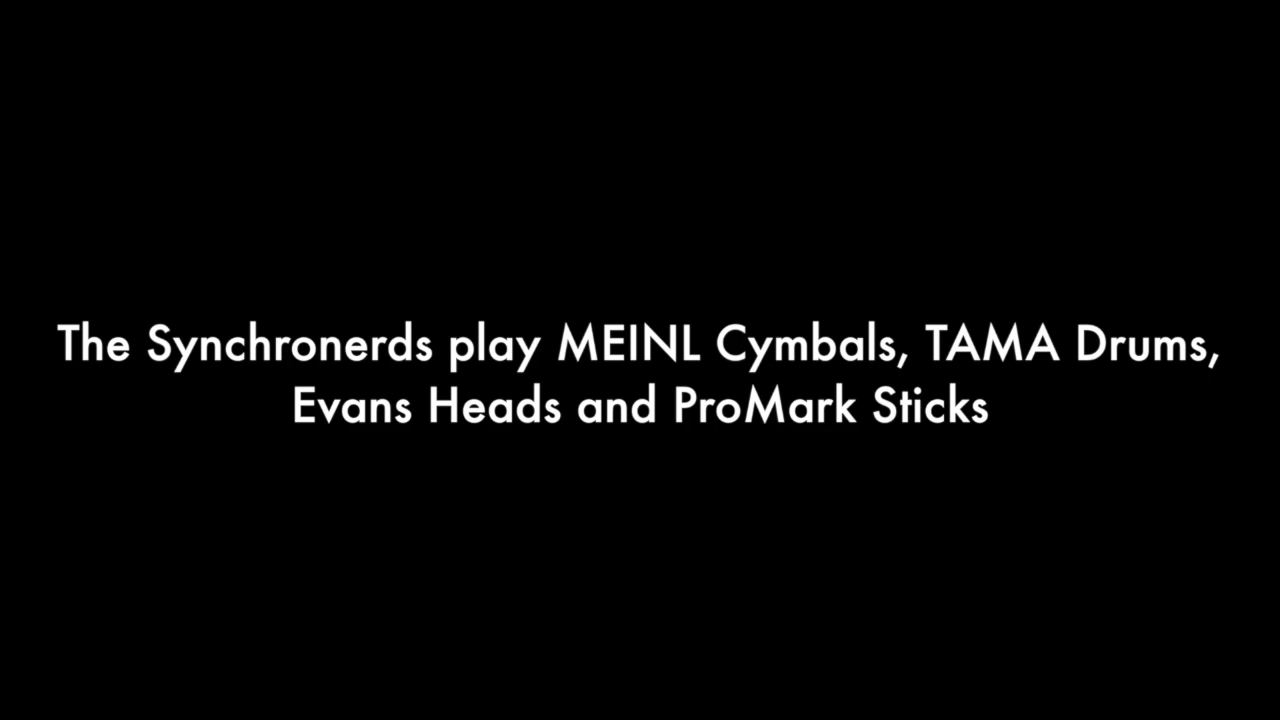 The Synchronerds play MEINL Cymbals, TAMA Drums,
Evans Heads and ProMark Sticks